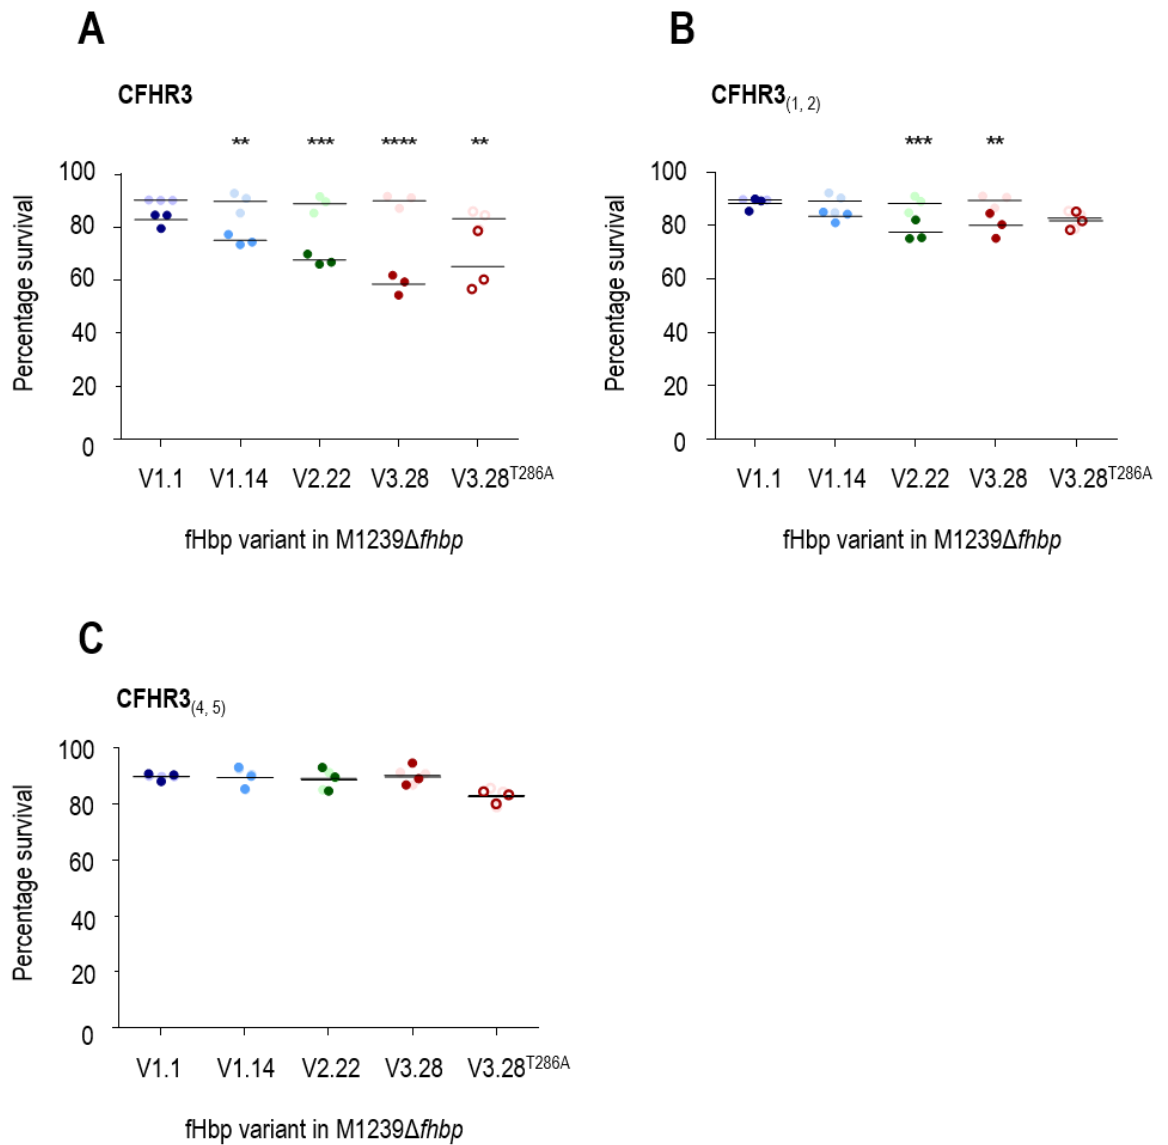 A
CFHR3
** *** **** **
Percentage survival
100
80
60
40
20
0
V1.1 V1.14 V2.22 V3.28 V3.28T286A
fHbp variant in M1239Δfhbp
B
CFHR3(1, 2)
*** **
Percentage survival
100
80
60
40
20
0
V1.1 V1.14 V2.22 V3.28 V3.28T286A
fHbp variant in M1239Δfhbp
C
CFHR3(4, 5)
Percentage survival
100
80
60
40
20
0
V1.1 V1.14 V2.22 V3.28 V3.28T286A
fHbp variant in M1239Δfhbp